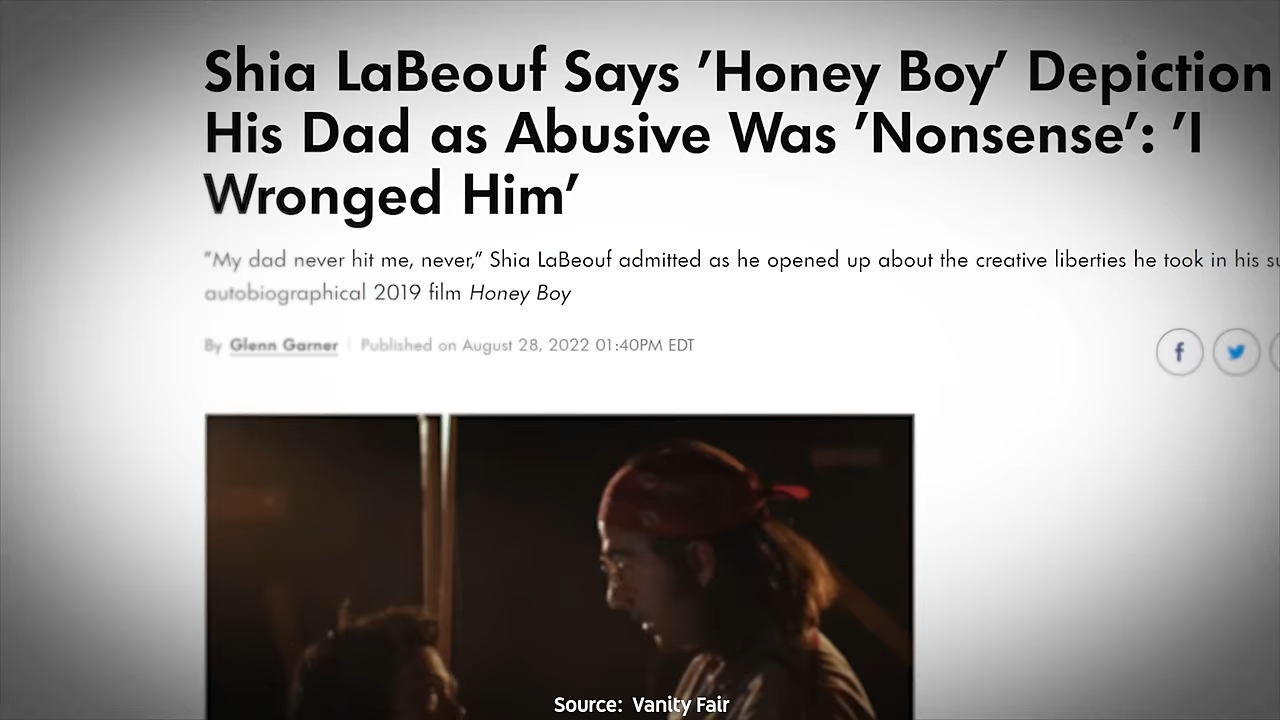 Shia LaBeouf Says 'Honey Boy' Depiction
His Dad as Abusive Was 'Nonsense': 'I
Wronged Him'
"My dad never hit me, never," Shia LaBeouf admitted as he opened up about the creative liberties he took in his
autobiographical 2019 film Honey Boy
By Glenn Garner Published on August 28, 2022 01:40PM EDT
Source: Vanity Fair